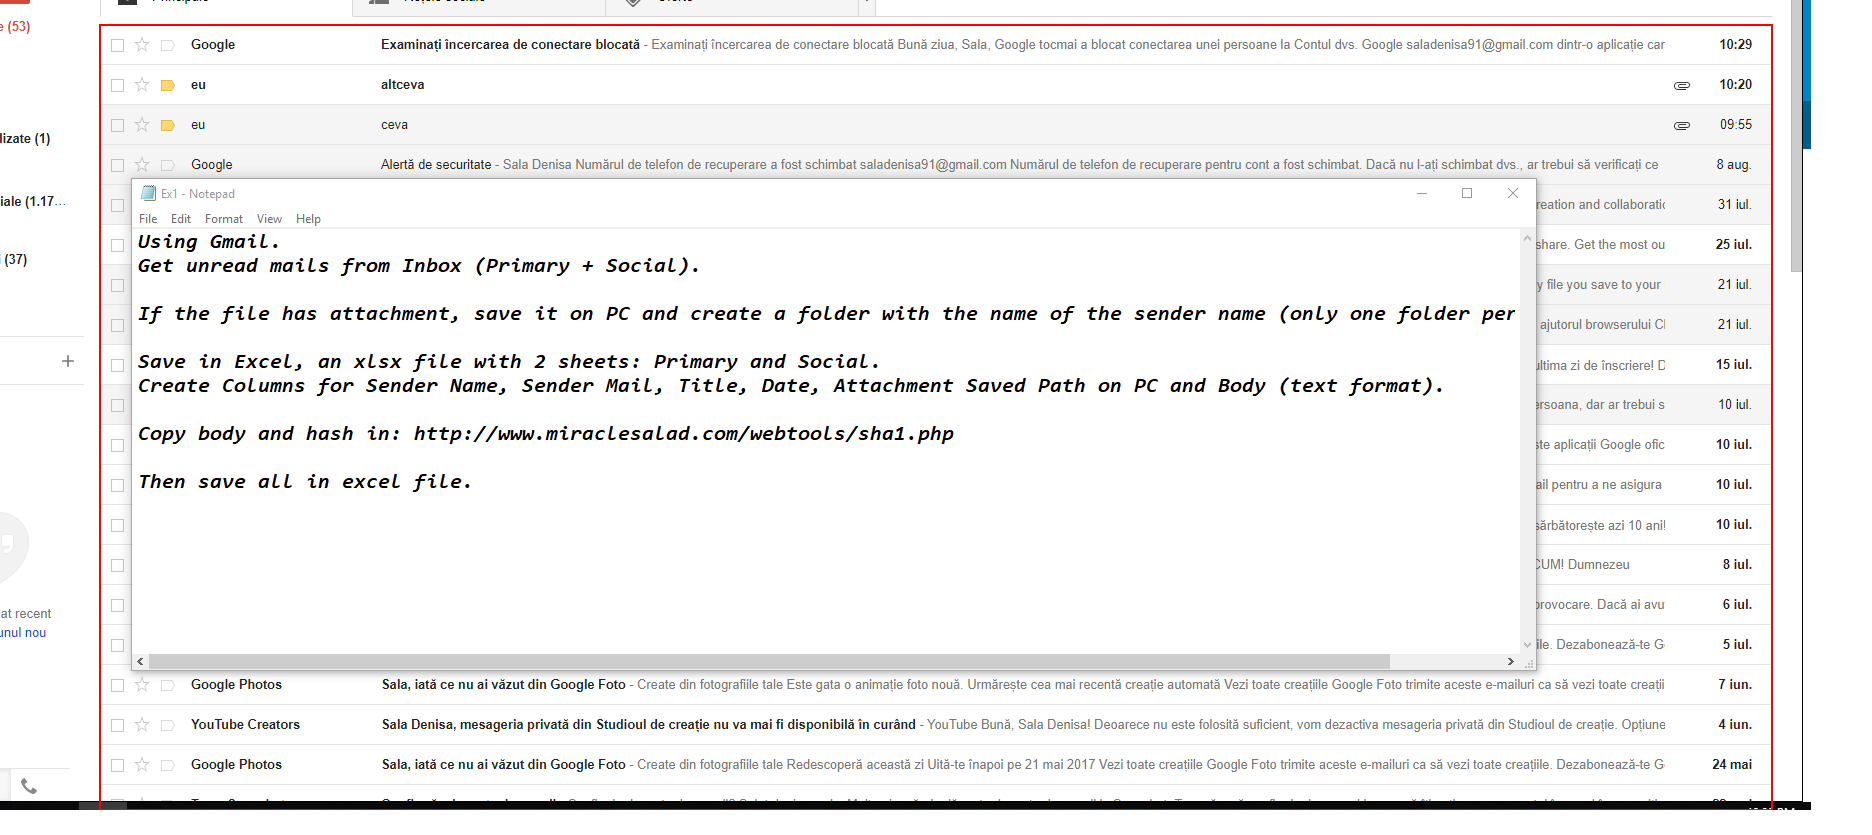 (53)
Google Examinați încercarea de conectare blocată - Examinați încercarea de conectare blocată Bună ziua, Sala, Google tocmai a blocat conectarea unei persoane la Contul dvs. Google saladenisa91@gmail.com dintr-o aplicație car 10:29
eu altceva 10:20
eu ceva 09:55
lizate (1)
Google Alertă de securitate - Sala Denisa Numărul de telefon de recuperare a fost schimbat saladenisa91@gmail.com Numărul de telefon de recuperare pentru cont a fost schimbat. Dacă nu l-ați schimbat dvs., ar trebui să verificați ce 8 aug.
iale (1.17...
(37)
Ex1 - Notepad
File Edit Format View Help
Using Gmail.
Get unread mails from Inbox (Primary + Social).
If the file has attachment, save it on PC and create a folder with the name of the sender name (only one folder per
Save in Excel, an xlsx file with 2 sheets: Primary and Social.
Create Columns for Sender Name, Sender Mail, Title, Date, Attachment Saved Path on PC and Body (text format).
Copy body and hash in: http://www.miraclesalad.com/webtools/sha1.php
Then save all in excel file.
reation and collaboratic 31 iul.
share. Get the most ou 25 iul.
y file you save to your 21 iul.
ajutorul browserului Cl 21 iul.
ultima zi de înscriere! D 15 iul.
ersoana, dar ar trebui s 10 iul.
te aplicații Google ofic 10 iul.
ail pentru a ne asigura 10 iul.
sărbătorește azi 10 ani! 10 iul.
CUM! Dumnezeu 8 iul.
provocare. Dacă ai avu 6 iul.
ile. Dezabonează-te G 5 iul.
at recent
unul nou
Google Photos Sala, iată ce nu ai văzut din Google Foto - Create din fotografiile tale Este gata o animație foto nouă. Urmărește cea mai recentă creație automată Vezi toate creațiile Google Foto trimite aceste e-mailuri ca să vezi toate creații 7 iun.
YouTube Creators Sala Denisa, mesageria privată din Studioul de creație nu va mai fi disponibilă în curând - YouTube Bună, Sala Denisa! Deoarece nu este folosită suficient, vom dezactiva mesageria privată din Studioul de creație. Opțiune 4 iun.
Google Photos Sala, iată ce nu ai văzut din Google Foto - Create din fotografiile tale Redescoperă această zi Uită-te înapoi pe 21 mai 2017 Vezi toate creațiile Google Foto trimite aceste e-mailuri ca să vezi toate creațiile. Dezabonează-te G 24 mai